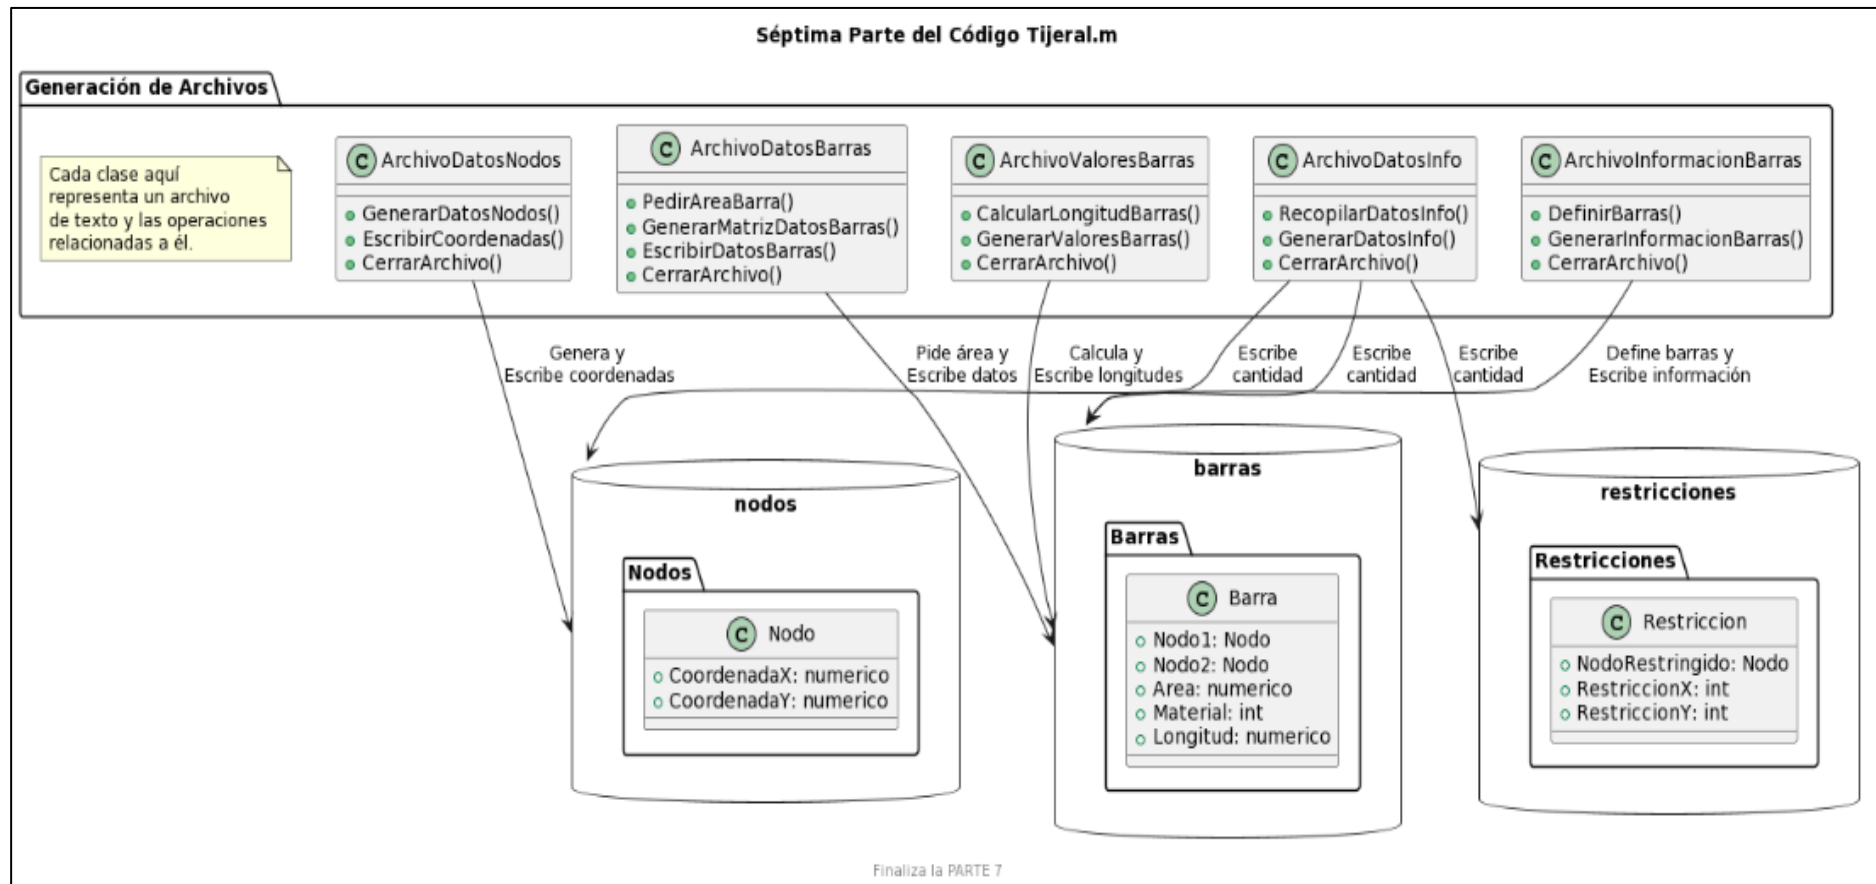 Séptima Parte del Código Tijeral.m
Generación de Archivos
Cada clase aquí
representa un archivo
de texto y las operaciones
relacionadas a él.
C ArchivoDatosNodos
GenerarDatosNodos()
EscribirCoordenadas()
CerrarArchivo()
C ArchivoDatosBarras
PedirAreaBarra()
GenerarMatrizDatosBarras()
EscribirDatosBarras()
CerrarArchivo()
C ArchivoValoresBarras
CalcularLongitudBarras()
GenerarValoresBarras()
CerrarArchivo()
C ArchivoDatosInfo
RecopilarDatosInfo()
GenerarDatosInfo()
CerrarArchivo()
C ArchivoInformacionBarras
DefinirBarras()
GenerarInformacionBarras()
CerrarArchivo()
Genera y
Escribe coordenadas
Pide área y
Escribe datos
Calcula y
Escribe longitudes
Escribe
cantidad
Escribe
cantidad
Escribe
cantidad
Define barras y
Escribe información
nodos
Nodos
C Nodo
CoordenadaX: numerico
CoordenadaY: numerico
barras
Barras
C Barra
Nodo1: Nodo
Nodo2: Nodo
Area: numerico
Material: int
Longitud: numerico
restricciones
Restricciones
C Restriccion
NodoRestringido: Nodo
RestriccionX: int
RestriccionY: int
Finaliza la PARTE 7